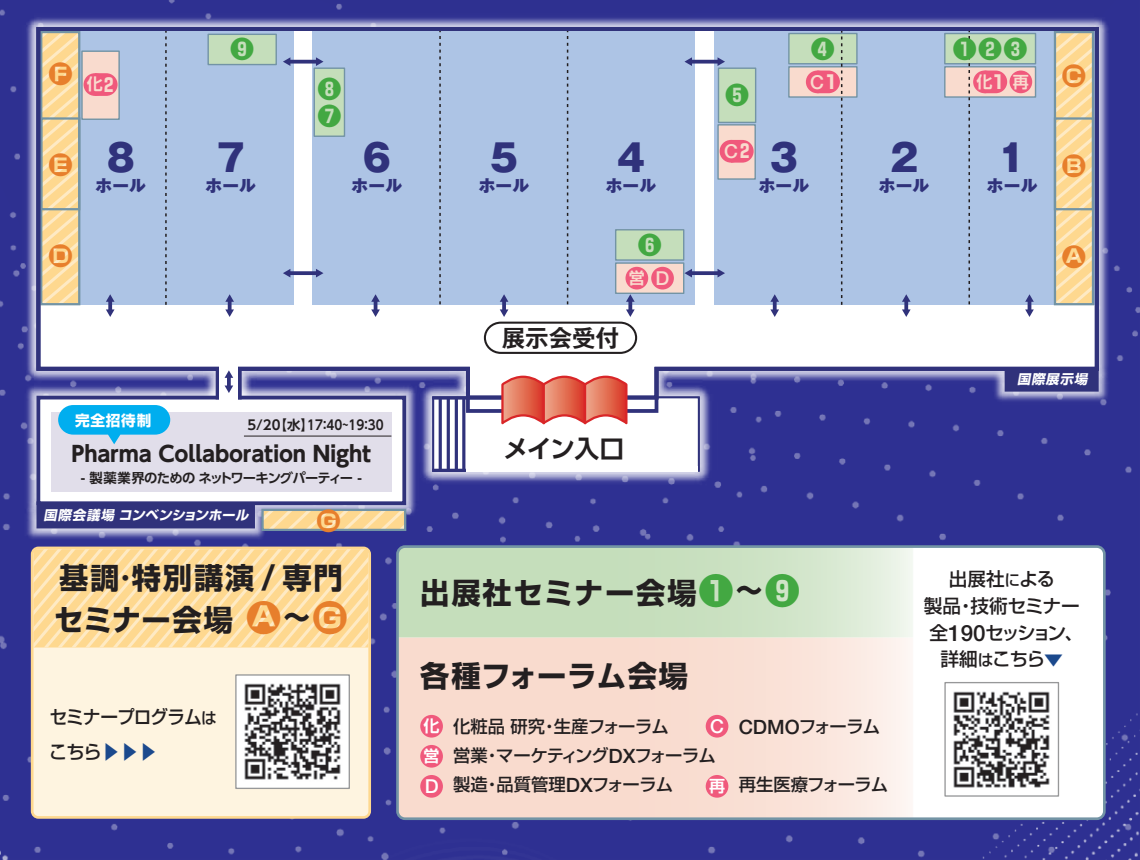 F
化2
9
8
7
5
C2
4
C1
1 2 3
化1 再
C
E
B
D
A
8
ホール
7
ホール
6
ホール
5
ホール
4
ホール
3
ホール
2
ホール
1
ホール
6
営 D
展示会受付
国際展示場
メイン入口
完全招待制
5/20【水】17:40~19:30
Pharma Collaboration Night
- 製薬業界のための ネットワーキングパーティー -
国際会議場 コンベンションホール
G
基調・特別講演 / 専門
セミナー会場 A～G
セミナープログラムは
こちら▶▶▶
出展社セミナー会場1～9
各種フォーラム会場
化 化粧品 研究・生産フォーラム
C CDMOフォーラム
営 営業・マーケティングDXフォーラム
D 製造・品質管理DXフォーラム
再 再生医療フォーラム
出展社による
製品・技術セミナー
全190セッション、
詳細はこちら▼